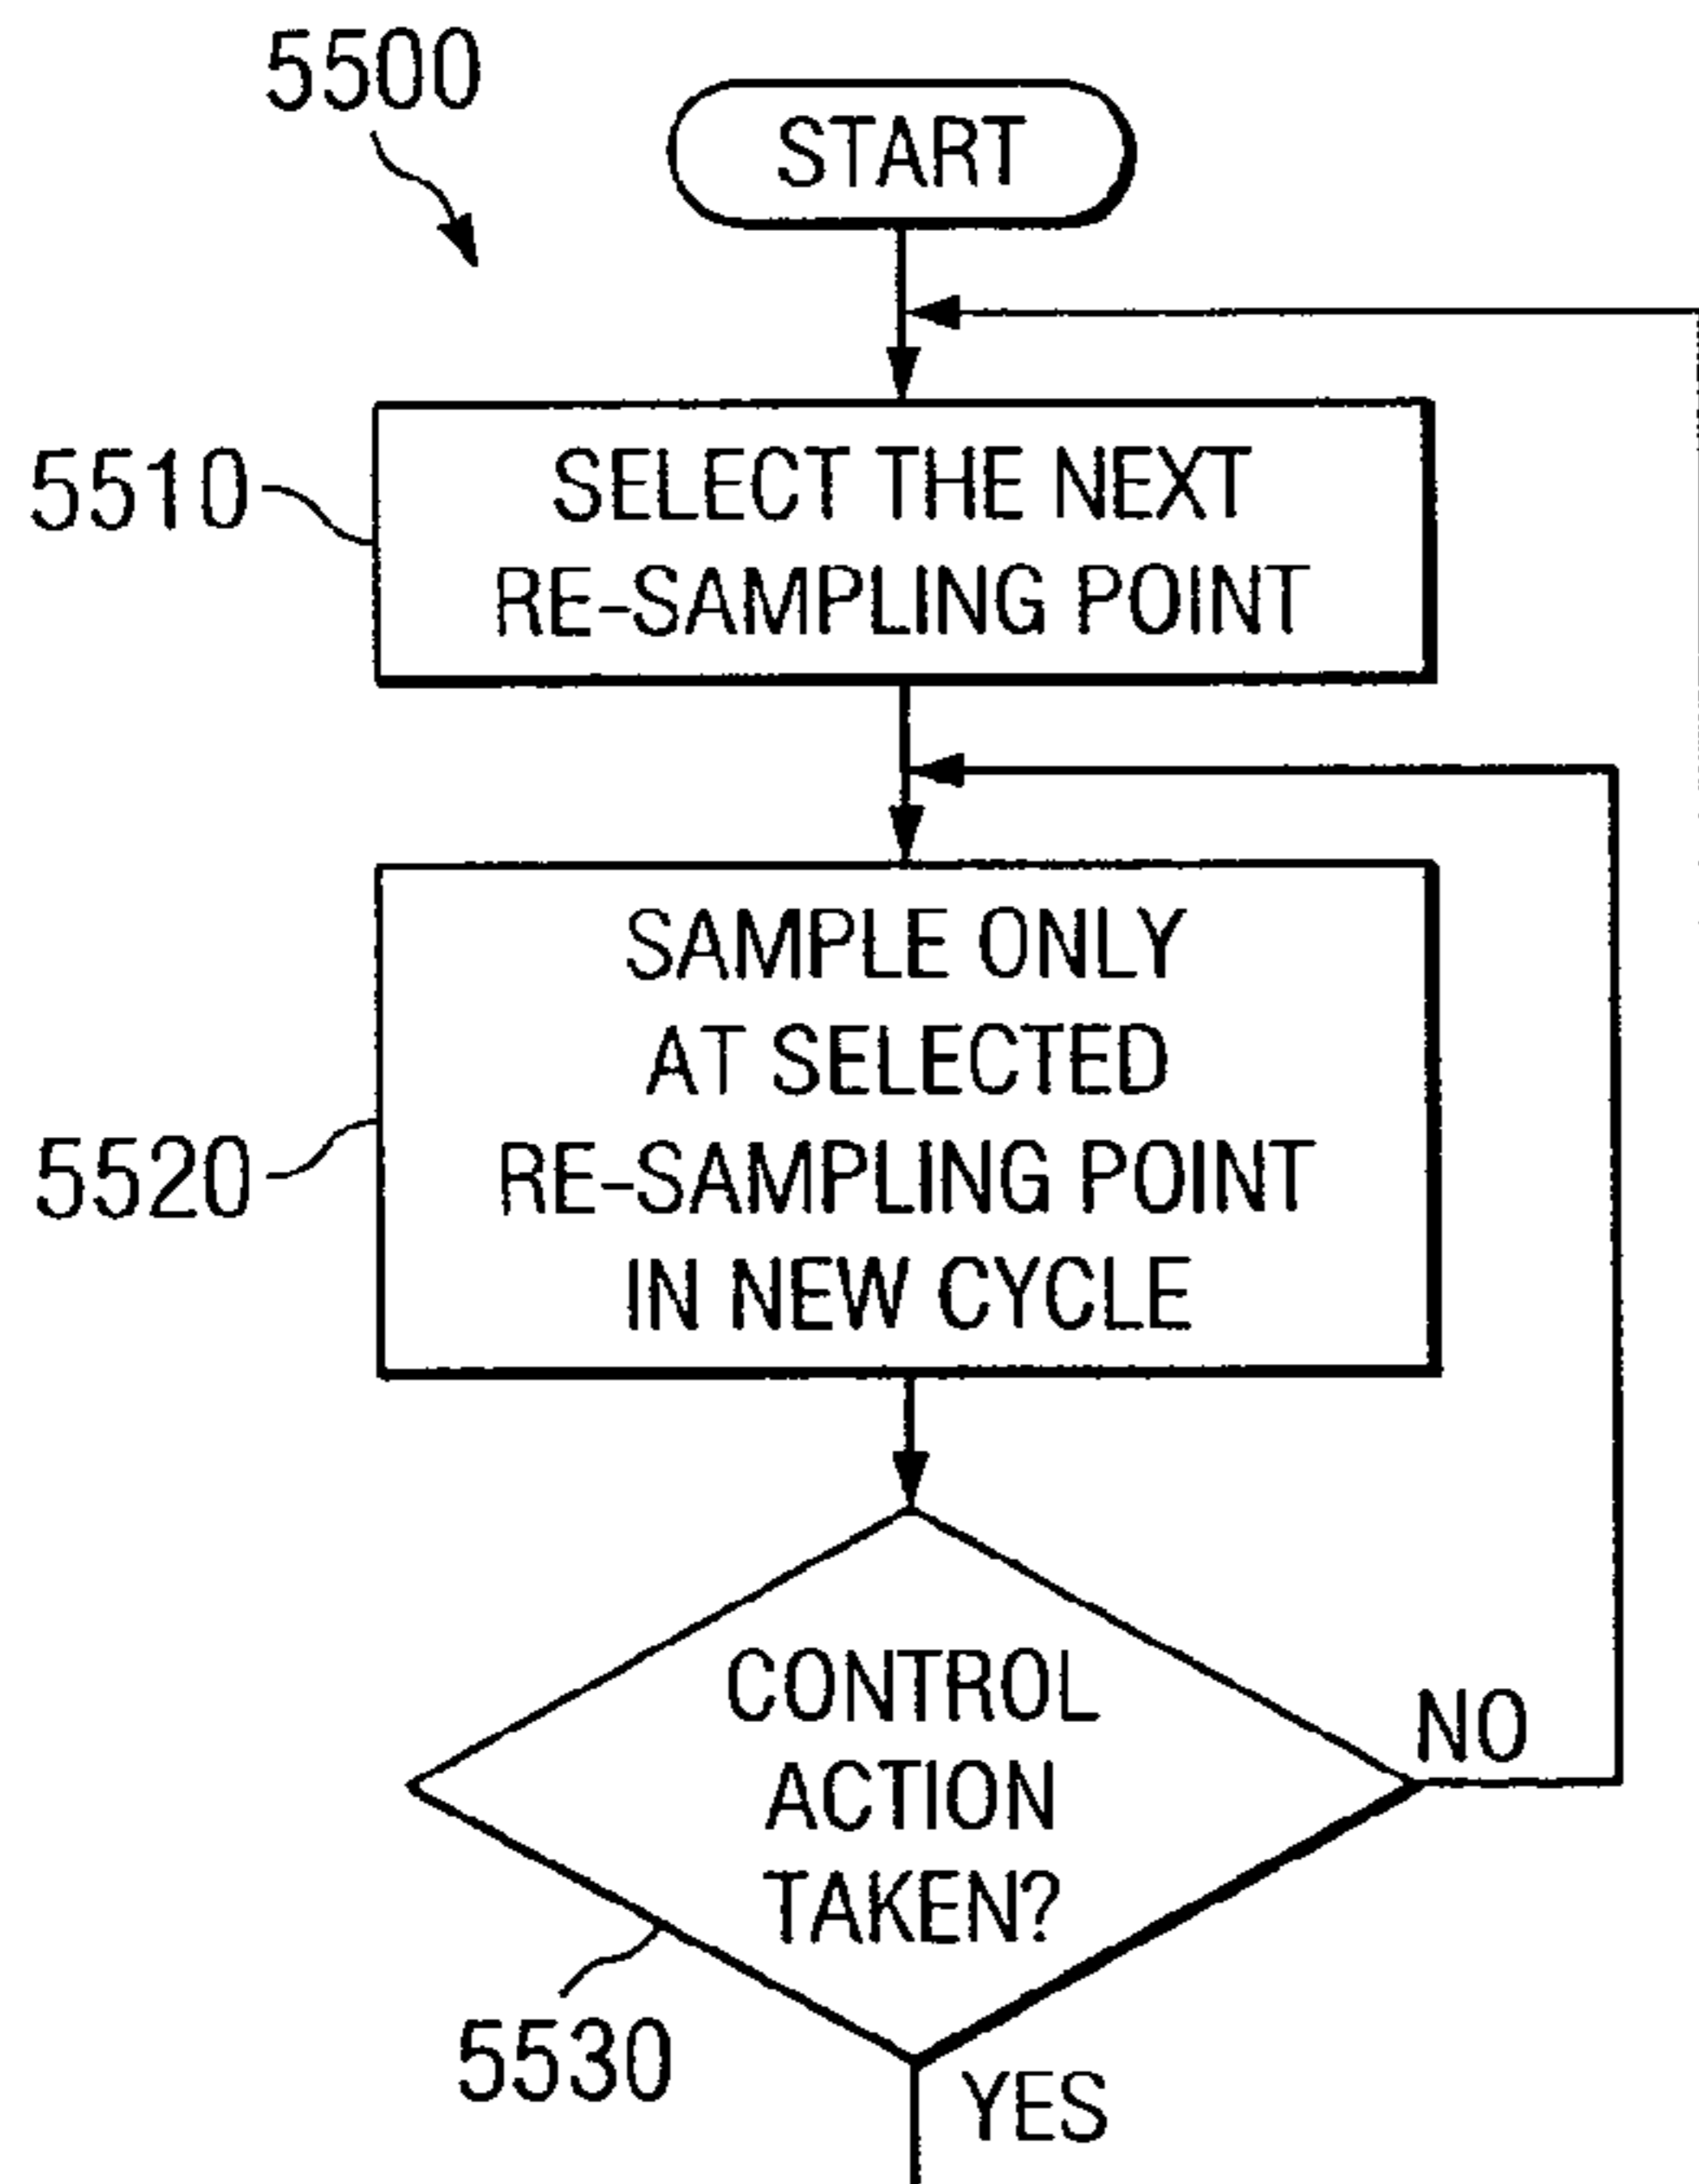 5500
START
5510
SELECT THE NEXT
RE-SAMPLING POINT
5520
SAMPLE ONLY
AT SELECTED
RE-SAMPLING POINT
IN NEW CYCLE
CONTROL
ACTION
TAKEN?
NO
5530
YES